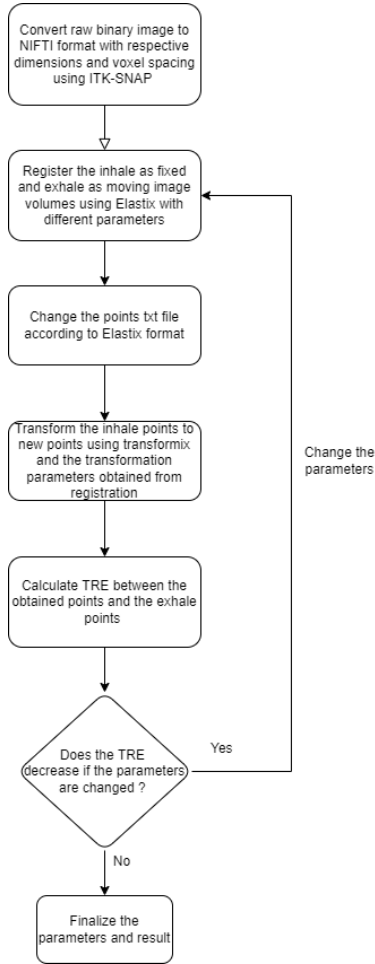 Convert raw binary image to
NIFTI format with respective
dimensions and voxel spacing
using ITK-SNAP
Register the inhale as fixed
and exhale as moving image
volumes using Elastix with
different parameters
Change the points txt file
according to Elastix format
Transform the inhale points to
new points using transformix
and the transformation
parameters obtained from
registration
Change the
parameters
Calculate TRE between the
obtained points and the exhale
points
Does the TRE
decrease if the parameters
are changed ?
Yes
No
Finalize the
parameters and result